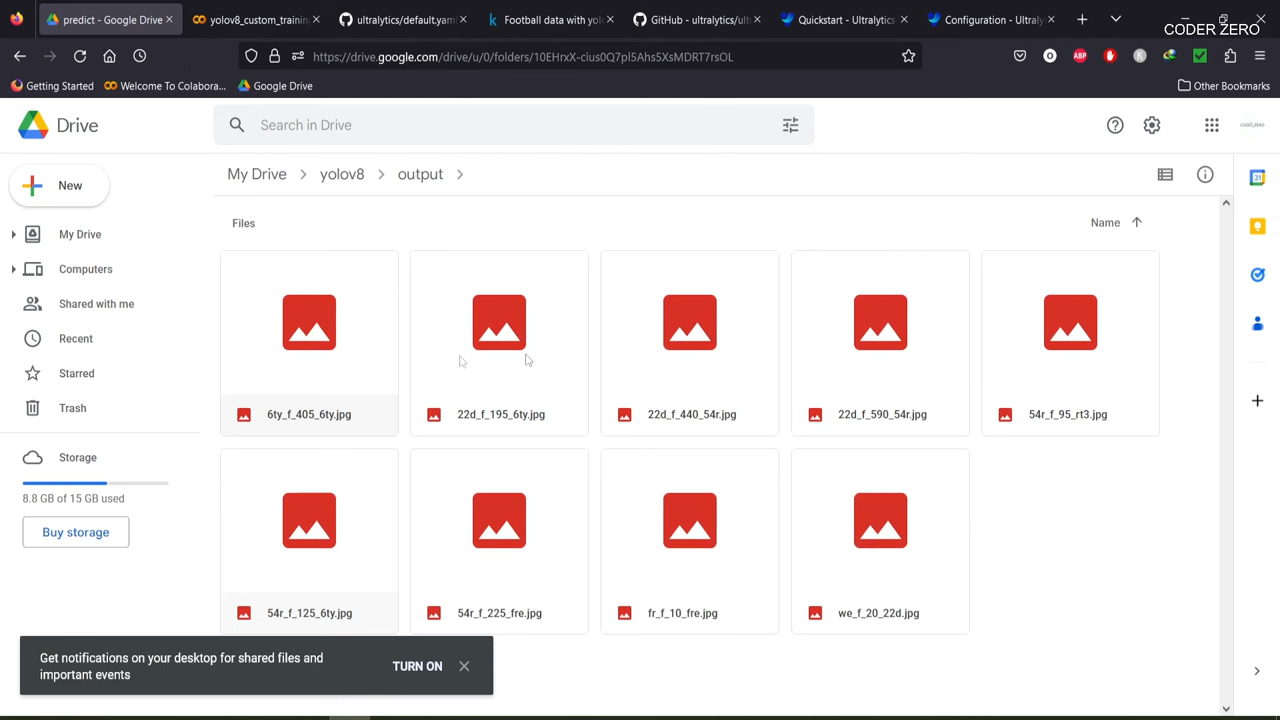 predict - Google Drive
yolov8_custom_training
ultralytics/default.yaml
Football data with yolo
GitHub - ultralytics/ult
Quickstart - Ultralytics
Configuration - Ultraly
CODER ZERO
https://drive.google.com/drive/u/0/folders/10EHrxX-cius0Q7pl5Ahs5XsMDRT7rsOL
Getting Started
Welcome To Colabora...
Google Drive
Other Bookmarks
Drive
Search in Drive
New
My Drive
yolov8
output
My Drive
Computers
Shared with me
Recent
Starred
Trash
Storage
8.8 GB of 15 GB used
Buy storage
Files
Name
6ty_f_405_6ty.jpg
22d_f_195_6ty.jpg
22d_f_440_54r.jpg
22d_f_590_54r.jpg
54r_f_95_rt3.jpg
54r_f_125_6ty.jpg
54r_f_225_fre.jpg
fr_f_10_fre.jpg
we_f_20_22d.jpg
Get notifications on your desktop for shared files and
important events
TURN ON